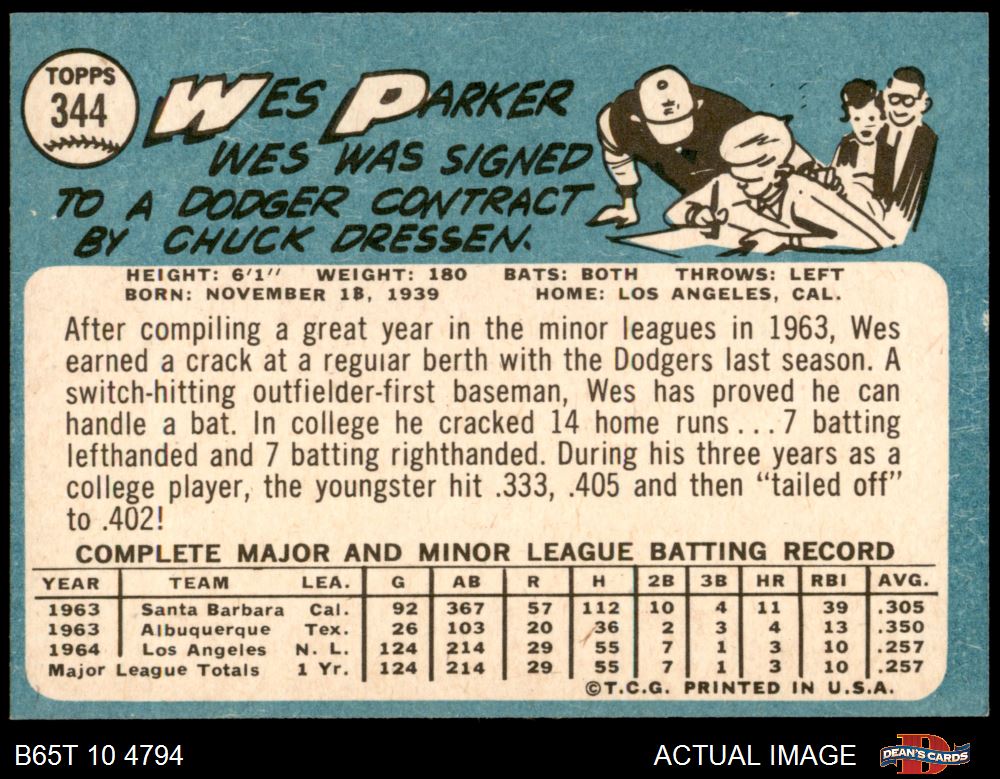 TOPPS
344
WES PARKER
WES WAS SIGNED
TO A DODGER CONTRACT
BY CHUCK DRESSEN.
HEIGHT: 6'1" WEIGHT: 180 BATS: BOTH THROWS: LEFT
BORN: NOVEMBER 18, 1939 HOME: LOS ANGELES, CAL.
After compiling a great year in the minor leagues in 1963, Wes
earned a crack at a regular berth with the Dodgers last season. A
switch-hitting outfielder-first baseman, Wes has proved he can
handle a bat. In college he cracked 14 home runs...7 batting
lefthanded and 7 batting righthanded. During his three years as a
college player, the youngster hit .333, .405 and then “tailed off”
to .402!
COMPLETE MAJOR AND MINOR LEAGUE BATTING RECORD
YEAR TEAM LEA. G AB R H 2B 3B HR RBI AVG.
1963 Santa Barbara Cal. 92 367 57 112 10 4 11 39 .305
1963 Albuquerque Tex. 26 103 20 36 2 3 4 13 .350
1964 Los Angeles N. L. 124 214 29 55 7 1 3 10 .257
Major League Totals 1 Yr. 124 214 29 55 7 1 3 10 .257
©T.C.G. PRINTED IN U.S.A.
B65T 10 4794 ACTUAL IMAGE DEAN'S CARDS